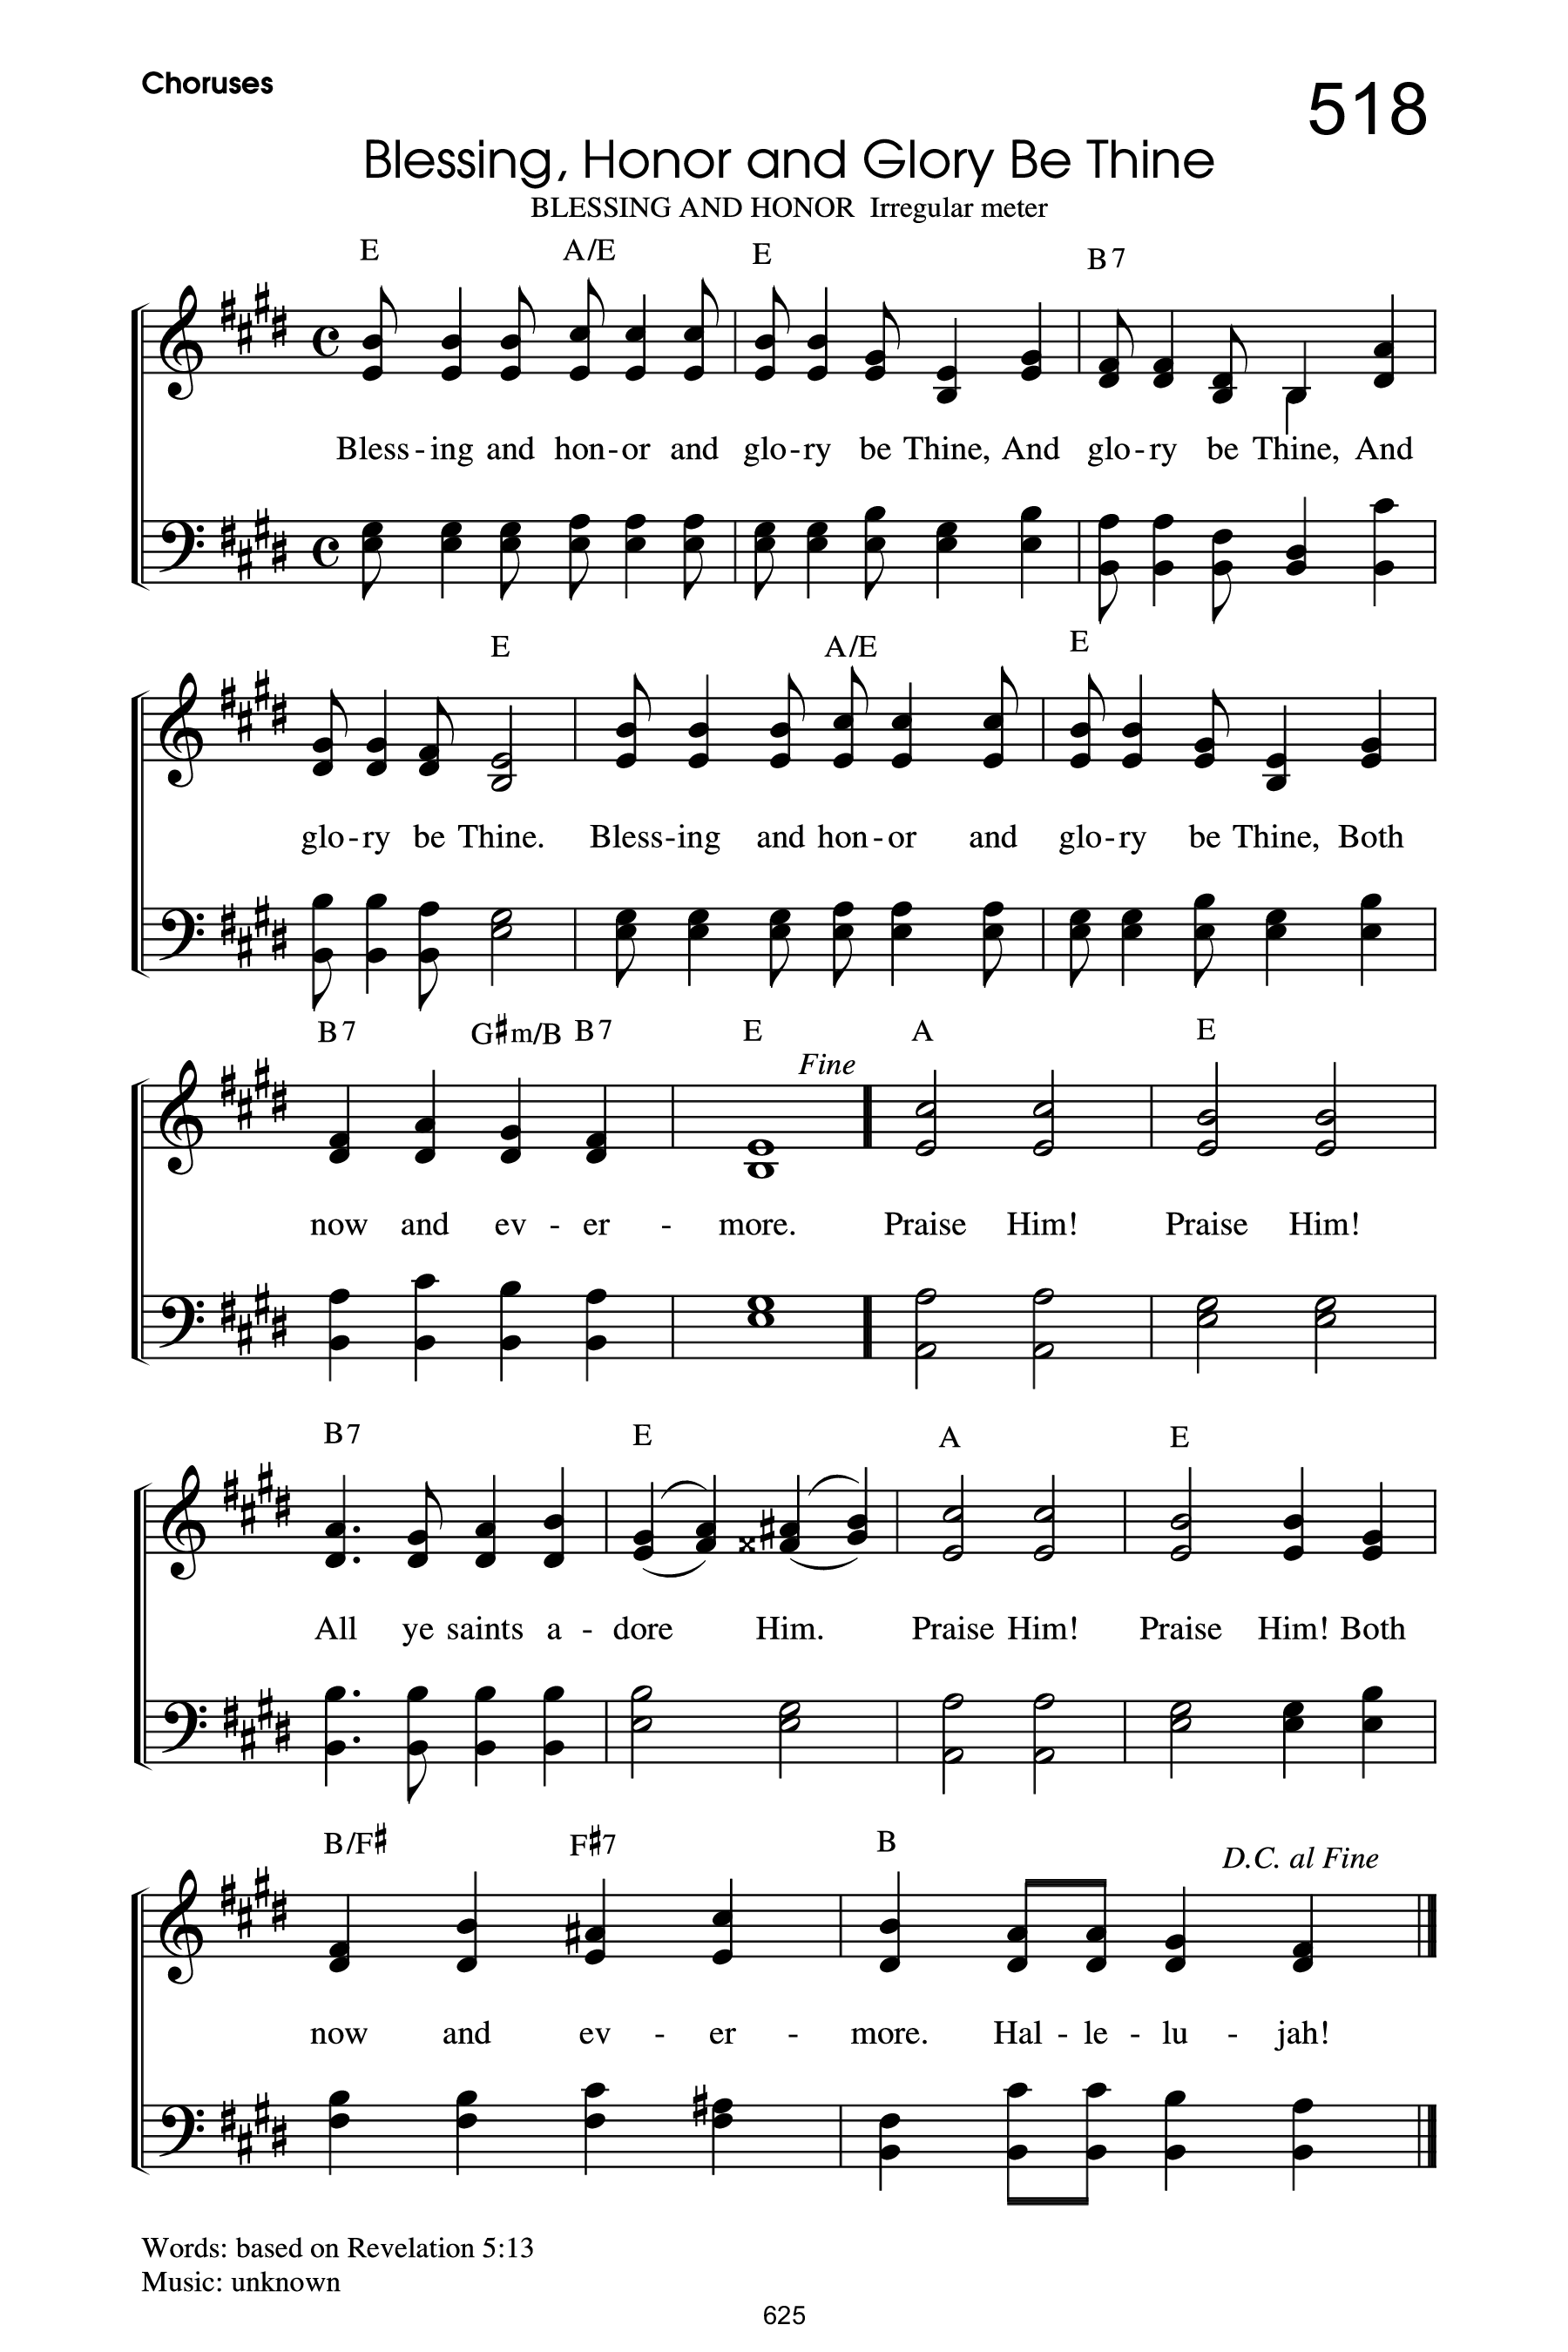 Choruses
518
Blessing, Honor and Glory Be Thine
BLESSING AND HONOR  Irregular meter
E A/E E B7
Bless - ing and hon - or and glo - ry be Thine, And glo - ry be Thine, And
E A/E E
glo - ry be Thine. Bless - ing and hon - or and glo - ry be Thine, Both
B7 G#m/B B7 E A E
Fine
now and ev - er - more. Praise Him! Praise Him!
B7 E A E
All ye saints a - dore Him. Praise Him! Praise Him! Both
B/F# F#7 B
D.C. al Fine
now and ev - er - more. Hal - le - lu - jah!
Words: based on Revelation 5:13
Music: unknown
625